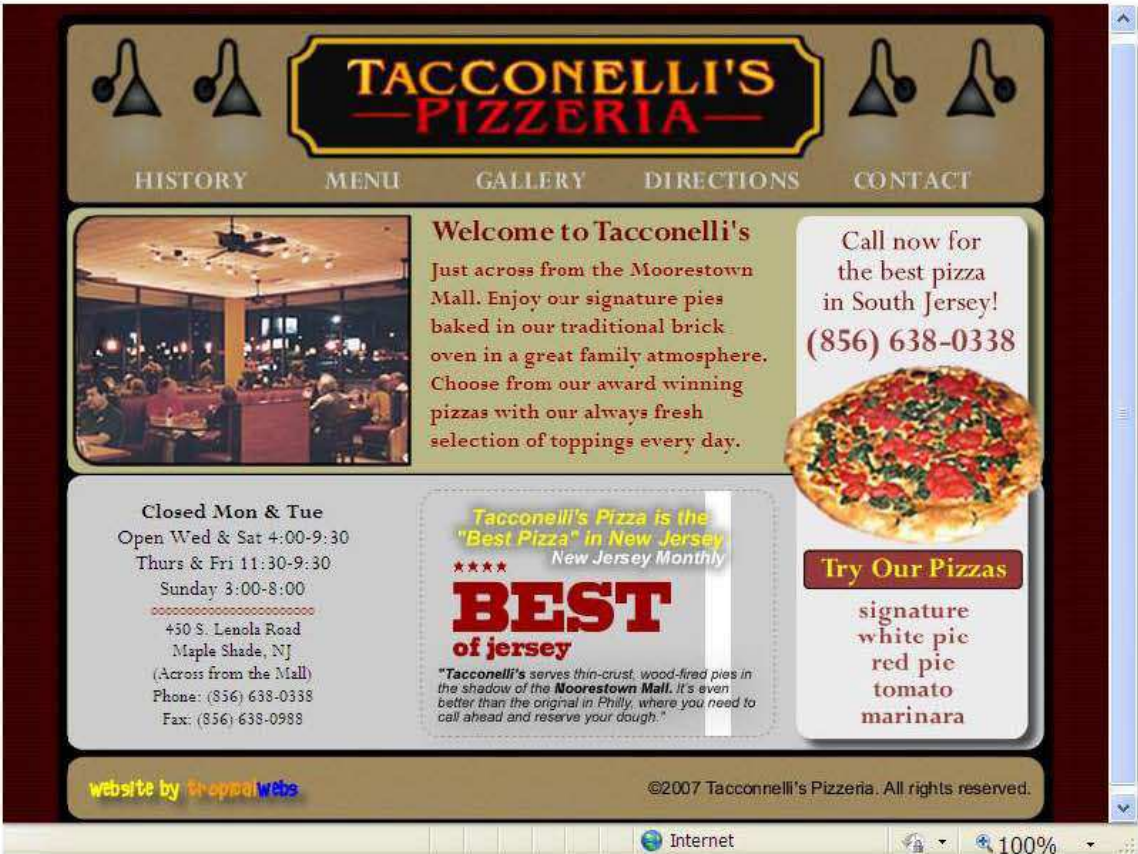 TACCONELLI'S
PIZZERIA
HISTORY MENU GALLERY DIRECTIONS CONTACT
Welcome to Tacconelli's
Just across from the Moorestown
Mall. Enjoy our signature pies
baked in our traditional brick
oven in a great family atmosphere.
Choose from our award winning
pizzas with our always fresh
selection of toppings every day.
Call now for
the best pizza
in South Jersey!
(856) 638-0338
Try Our Pizzas
signature
white pie
red pie
tomato
marinara
Closed Mon & Tue
Open Wed & Sat 4:00-9:30
Thurs & Fri 11:30-9:30
Sunday 3:00-8:00
450 S. Lenola Road
Maple Shade, NJ
(Across from the Mall)
Phone: (856) 638-0338
Fax: (856) 638-0988
Tacconelli's Pizza is the
"Best Pizza" in New Jersey
New Jersey Monthly
BEST
of jersey
"Tacconelli's serves thin-crust, wood-fired pies in
the shadow of the Moorestown Mall. It's even
better than the original in Philly, where you need to
call ahead and reserve your dough."
website by tropicalwebs
©2007 Tacconnelli's Pizzeria. All rights reserved.
Internet
100%